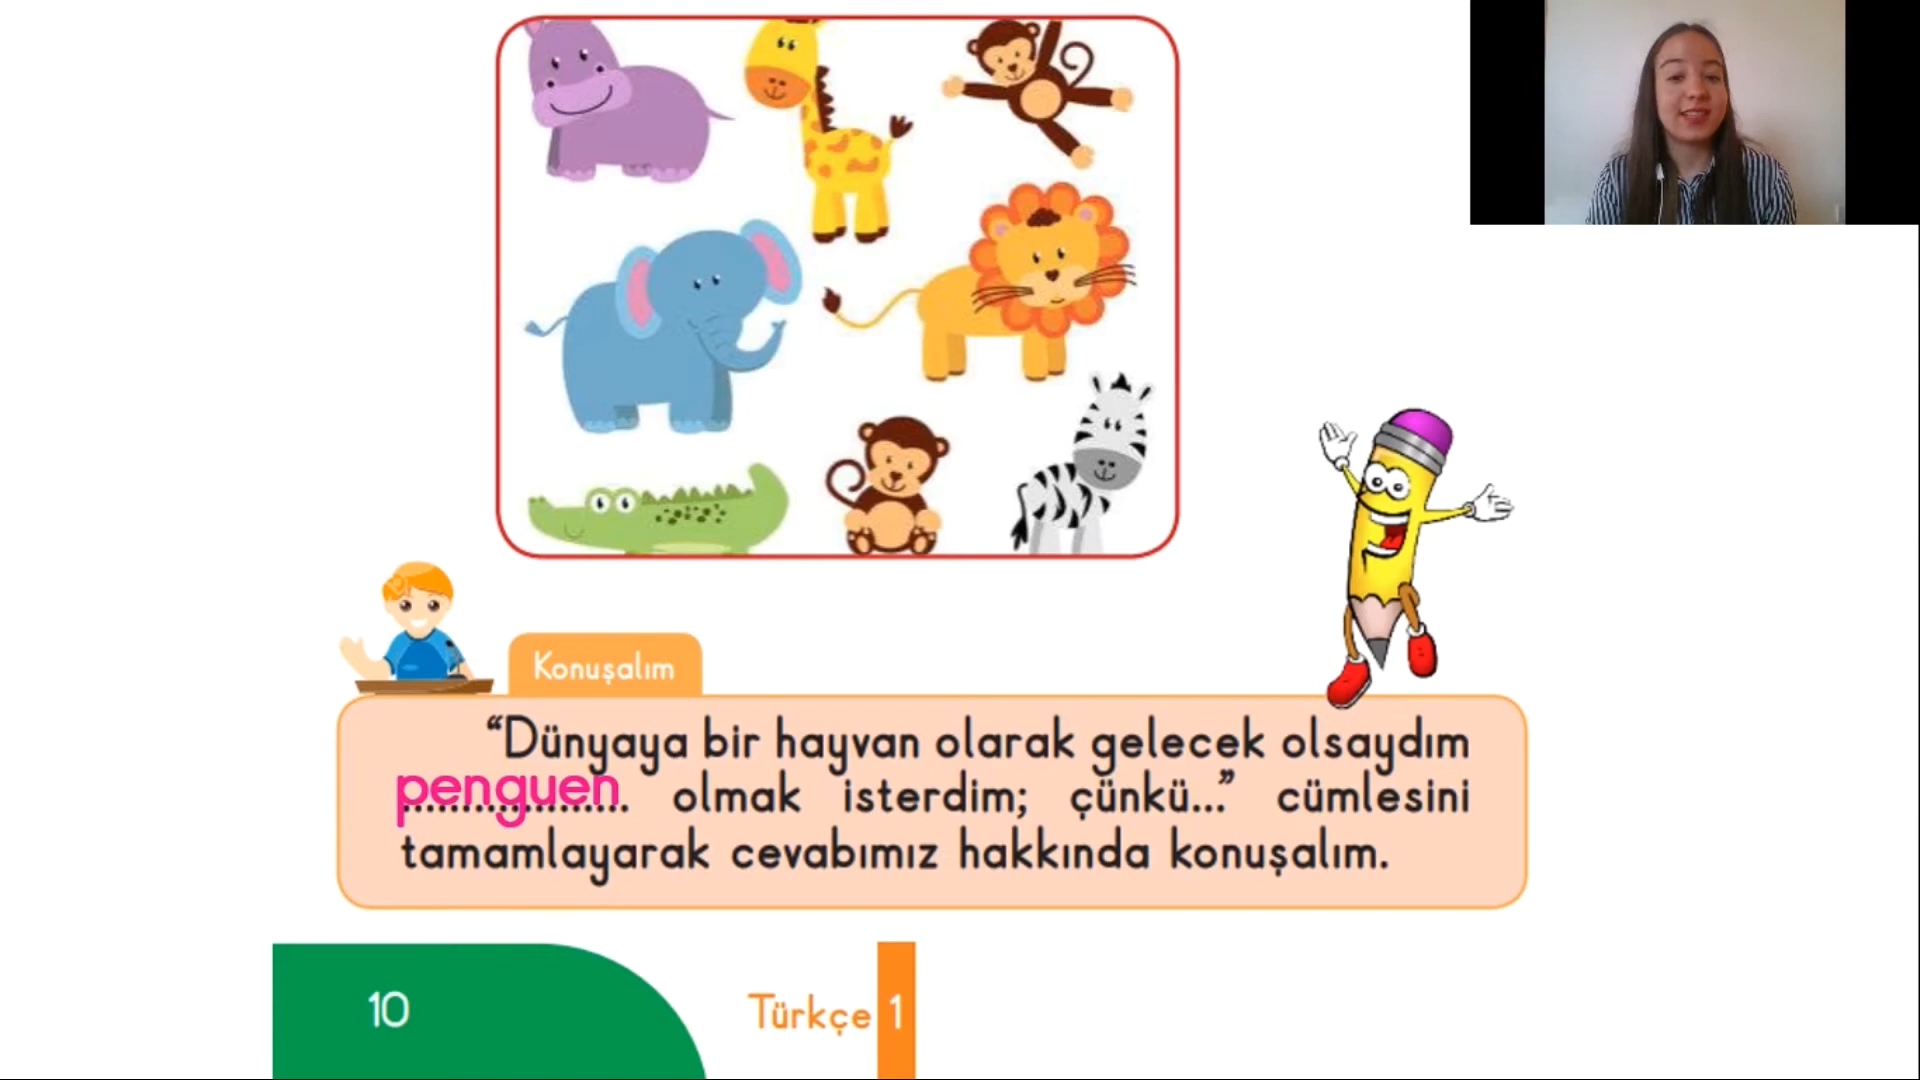 Konuşalım
“Dünyaya bir hayvan olarak gelecek olsaydım
penguen olmak isterdim; çünkü...” cümlesini
tamamlayarak cevabımız hakkında konuşalım.
10
Türkçe 1